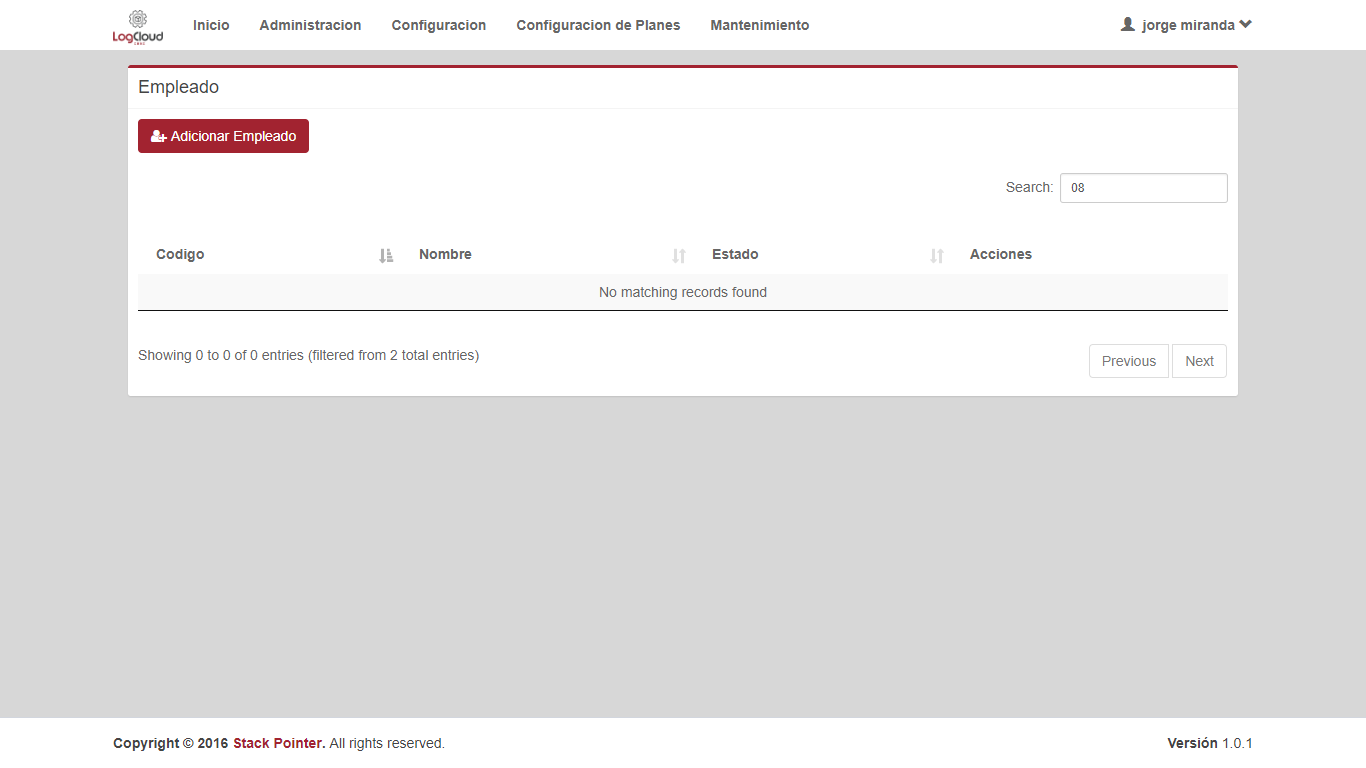 LogCloud Inicio Administracion Configuracion Configuracion de Planes Mantenimiento jorge miranda
Empleado
Adicionar Empleado
Search: 08
Codigo Nombre Estado Acciones
No matching records found
Showing 0 to 0 of 0 entries (filtered from 2 total entries) Previous Next
Copyright © 2016 Stack Pointer. All rights reserved. Versión 1.0.1